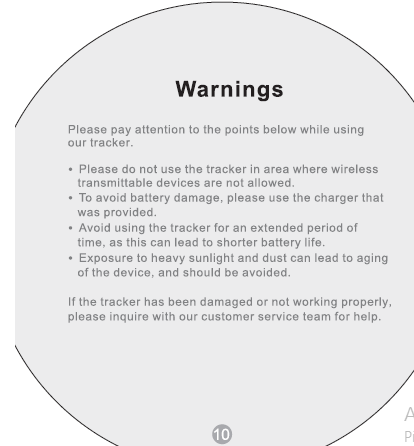 Warnings
Please pay attention to the points below while using
our tracker.
• Please do not use the tracker in area where wireless
transmittable devices are not allowed.
• To avoid battery damage, please use the charger that
was provided.
• Avoid using the tracker for an extended period of
time, as this can lead to shorter battery life.
• Exposure to heavy sunlight and dust can lead to aging
of the device, and should be avoided.
If the tracker has been damaged or not working properly,
please inquire with our customer service team for help.
10